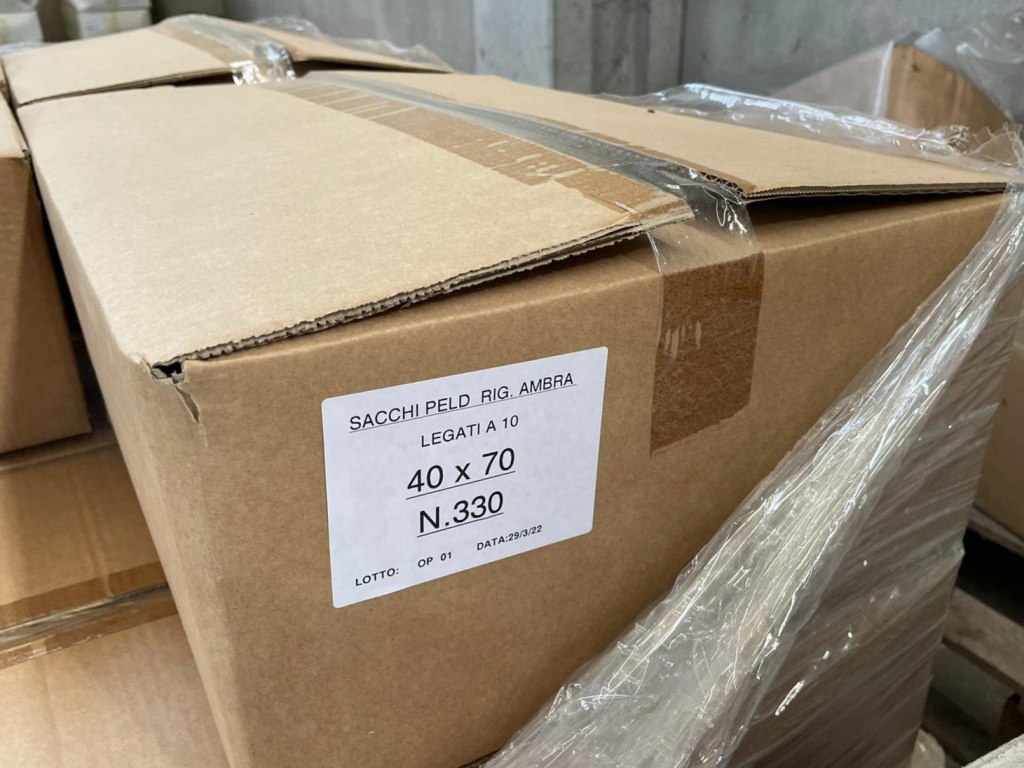 SACCHI PELD RIG. AMBRA
LEGATI A 10
40 x 70
N.330
LOTTO: OP 01 DATA:29/3/22